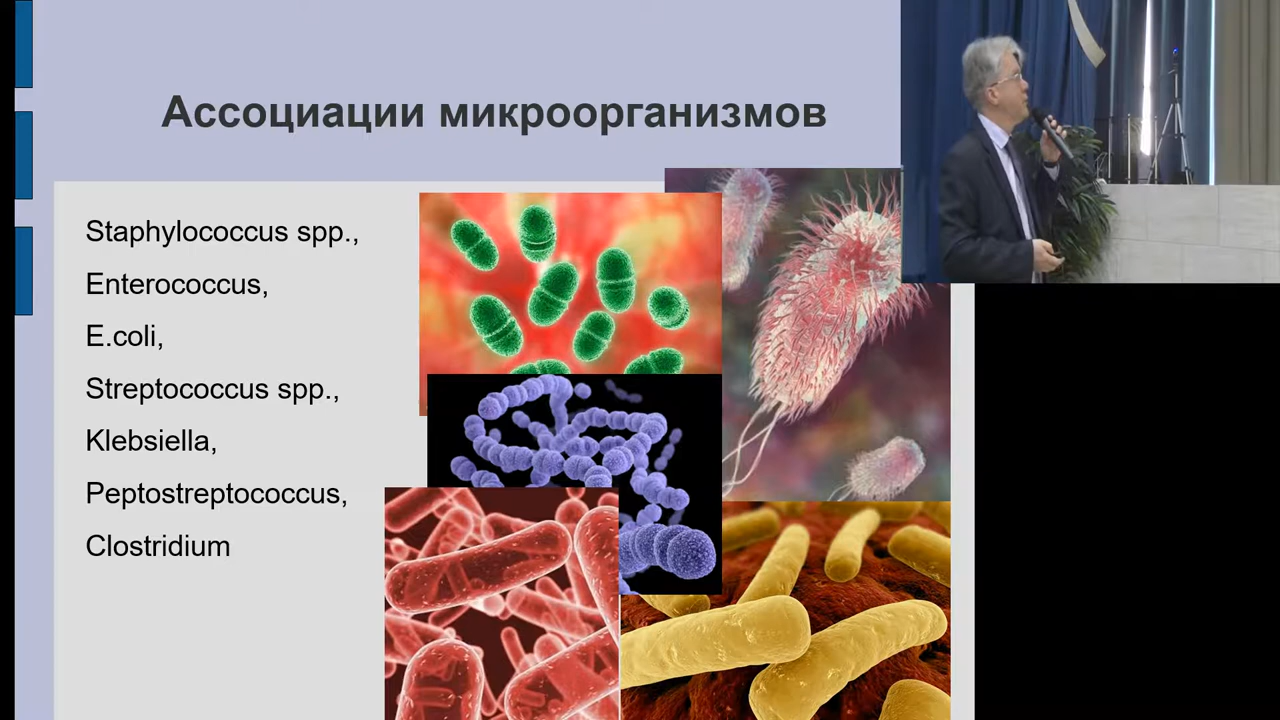 Ассоциации микроорганизмов
Staphylococcus spp.,
Enterococcus,
E.coli,
Streptococcus spp.,
Klebsiella,
Peptostreptococcus,
Clostridium